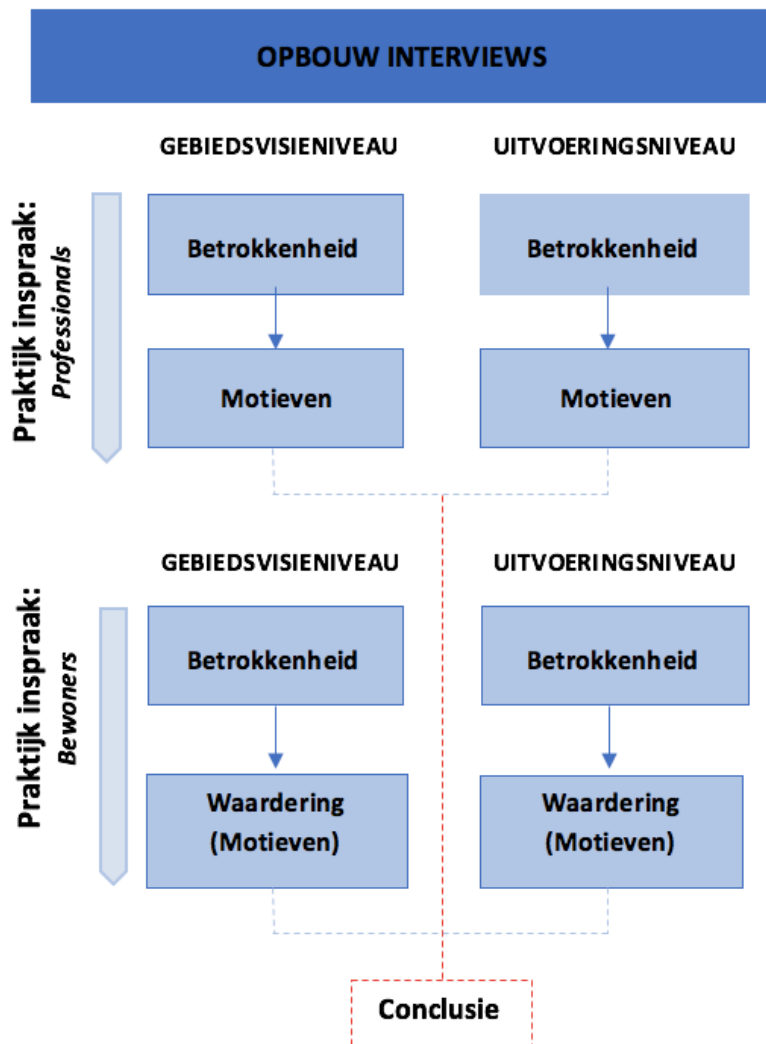 OPBOUW INTERVIEWS
GEBIEDSVISIENIVEAU
UITVOERINGSNIVEAU
Praktijk inspraak:
Professionals
Betrokkenheid
Betrokkenheid
Motieven
Motieven
GEBIEDSVISIENIVEAU
UITVOERINGSNIVEAU
Praktijk inspraak:
Bewoners
Betrokkenheid
Betrokkenheid
Waardering
(Motieven)
Waardering
(Motieven)
Conclusie